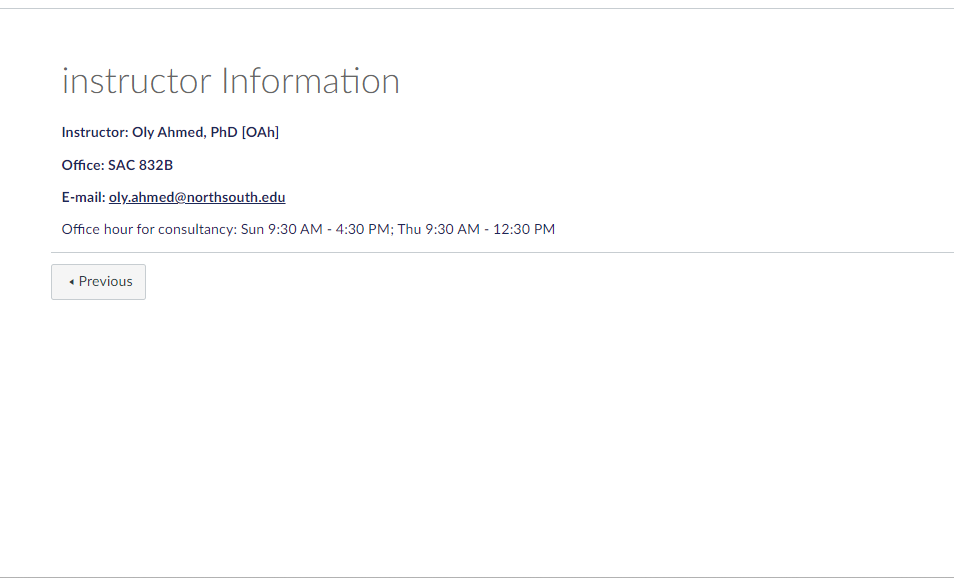 instructor Information
Instructor: Oly Ahmed, PhD [OAh]
Office: SAC 832B
E-mail: oly.ahmed@northsouth.edu
Office hour for consultancy: Sun 9:30 AM - 4:30 PM; Thu 9:30 AM - 12:30 PM
Previous